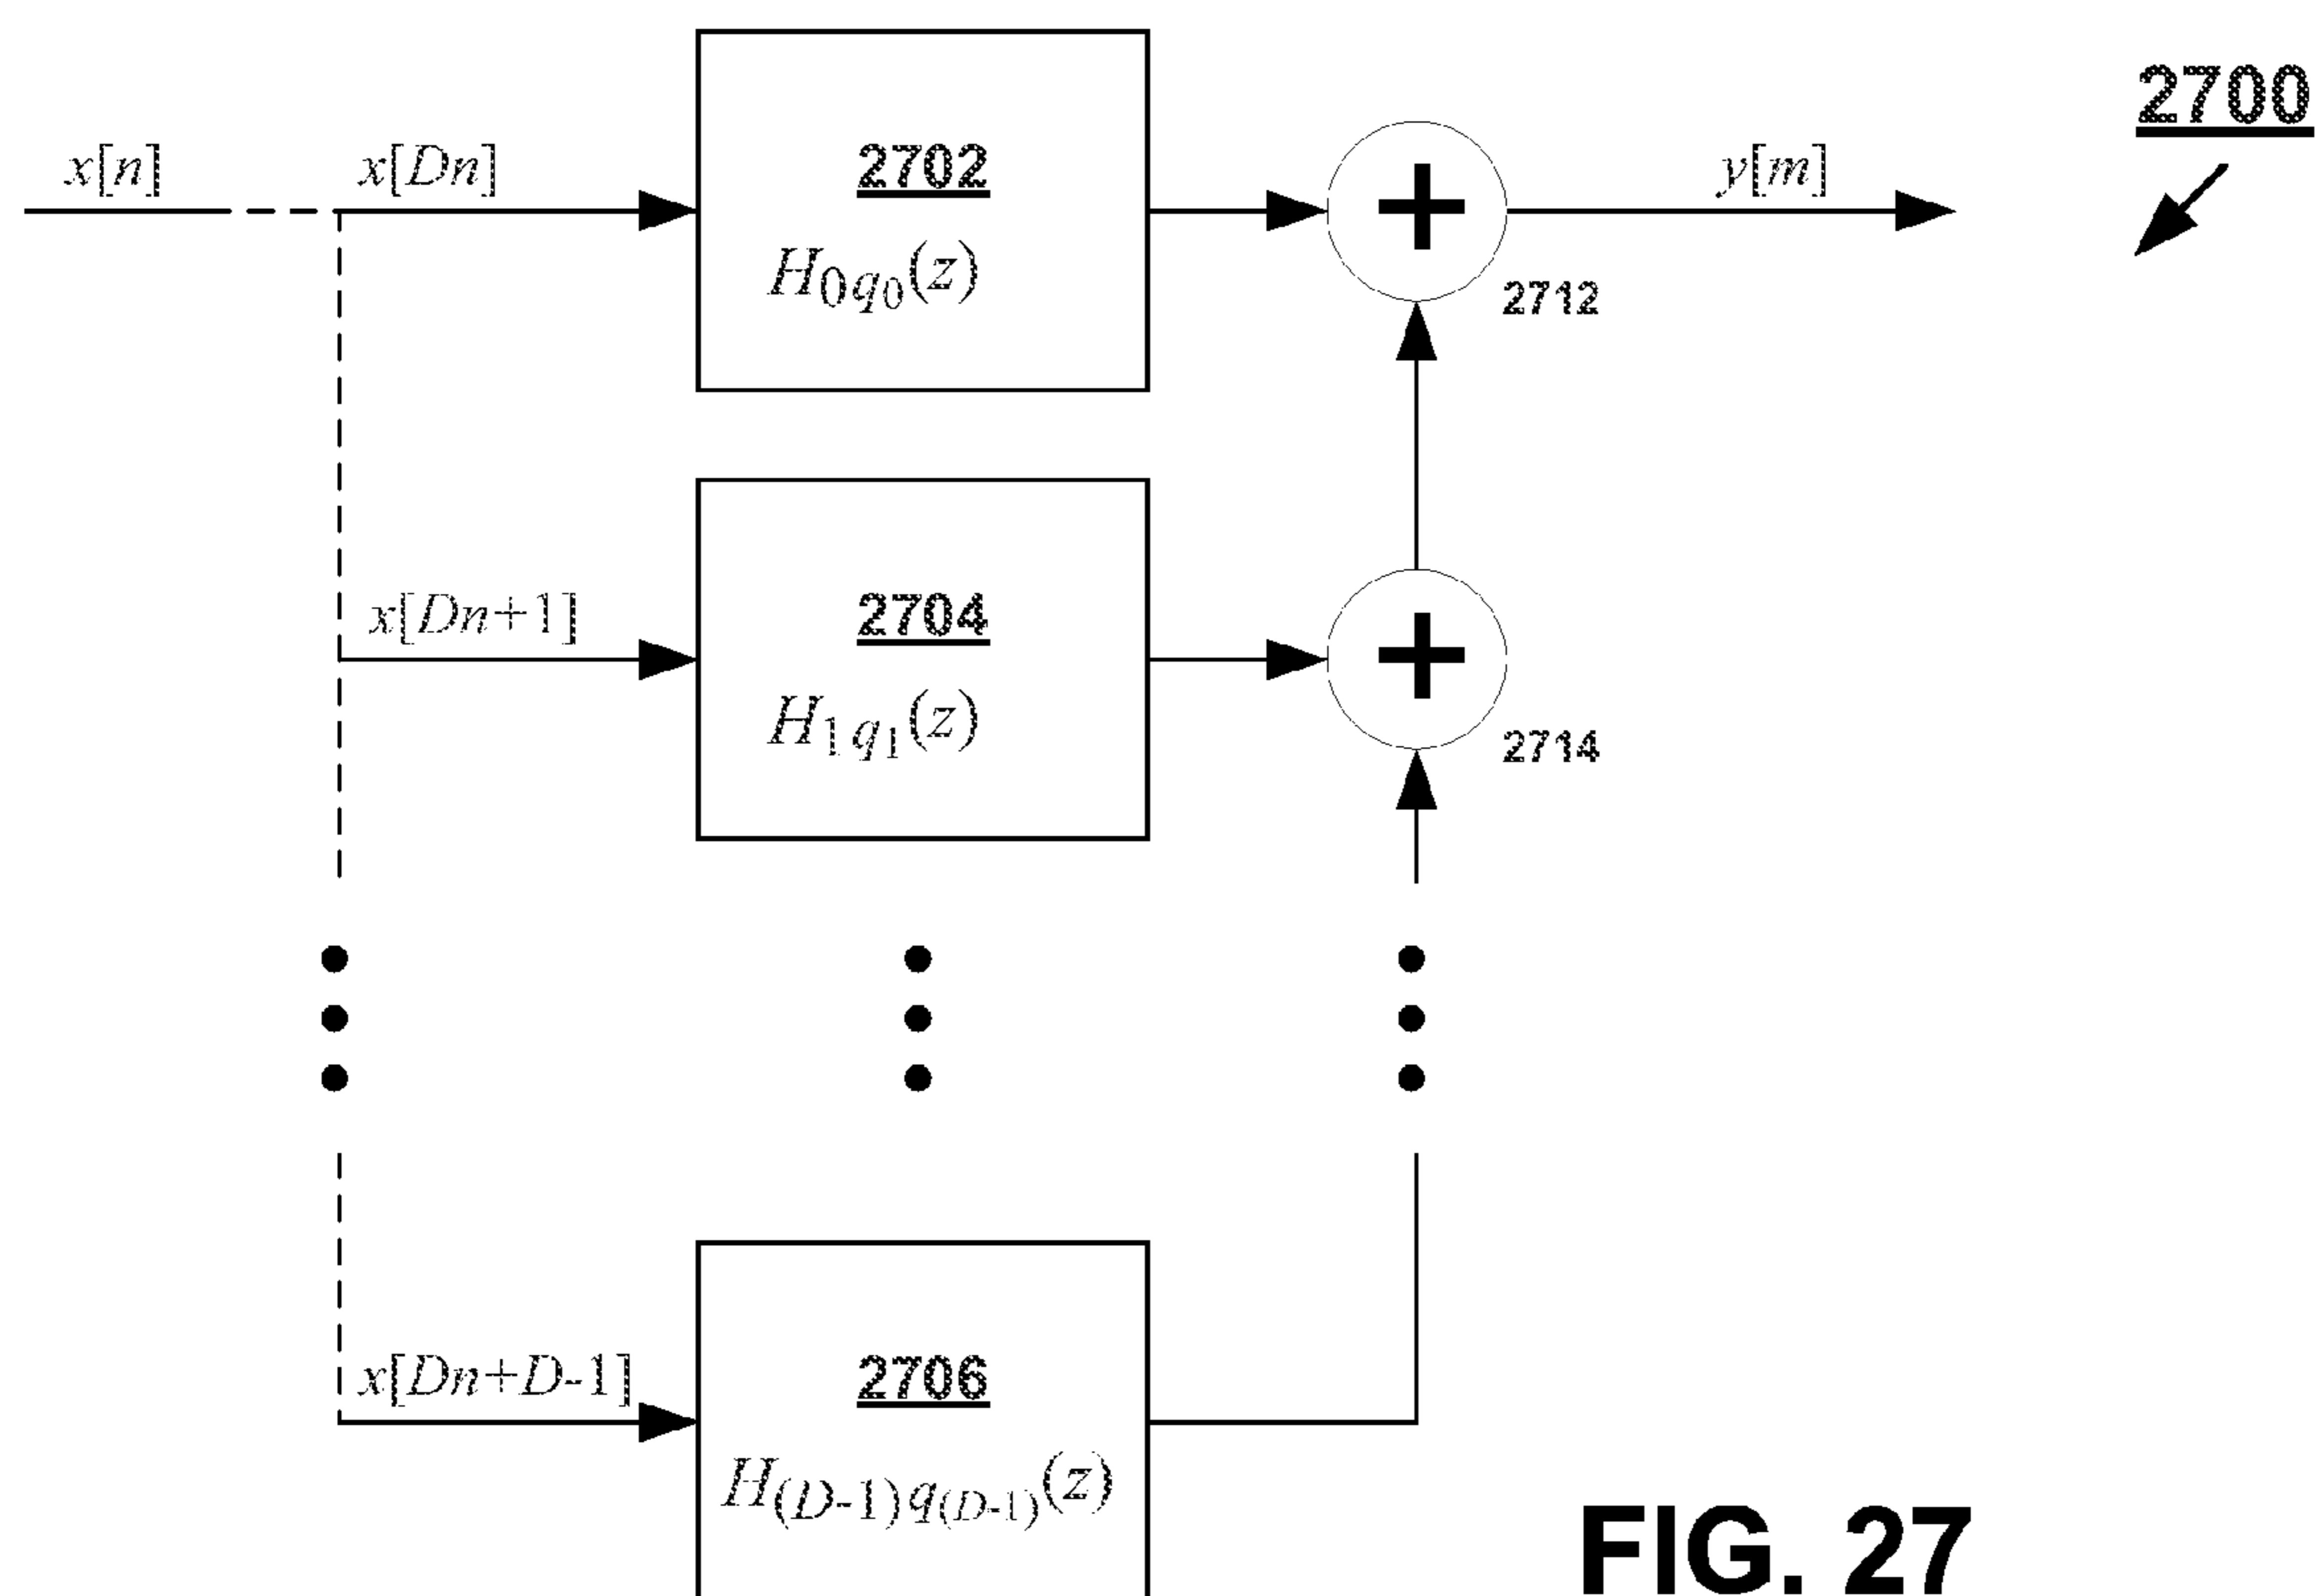 2700
x[n]
x[Dn]
2702
H0q0(z)
+
y[m]
2712
x[Dn+1]
2704
H1q1(z)
+
2714
x[Dn+D-1]
2706
H(D-1)q(D-1)(z)
FIG. 27